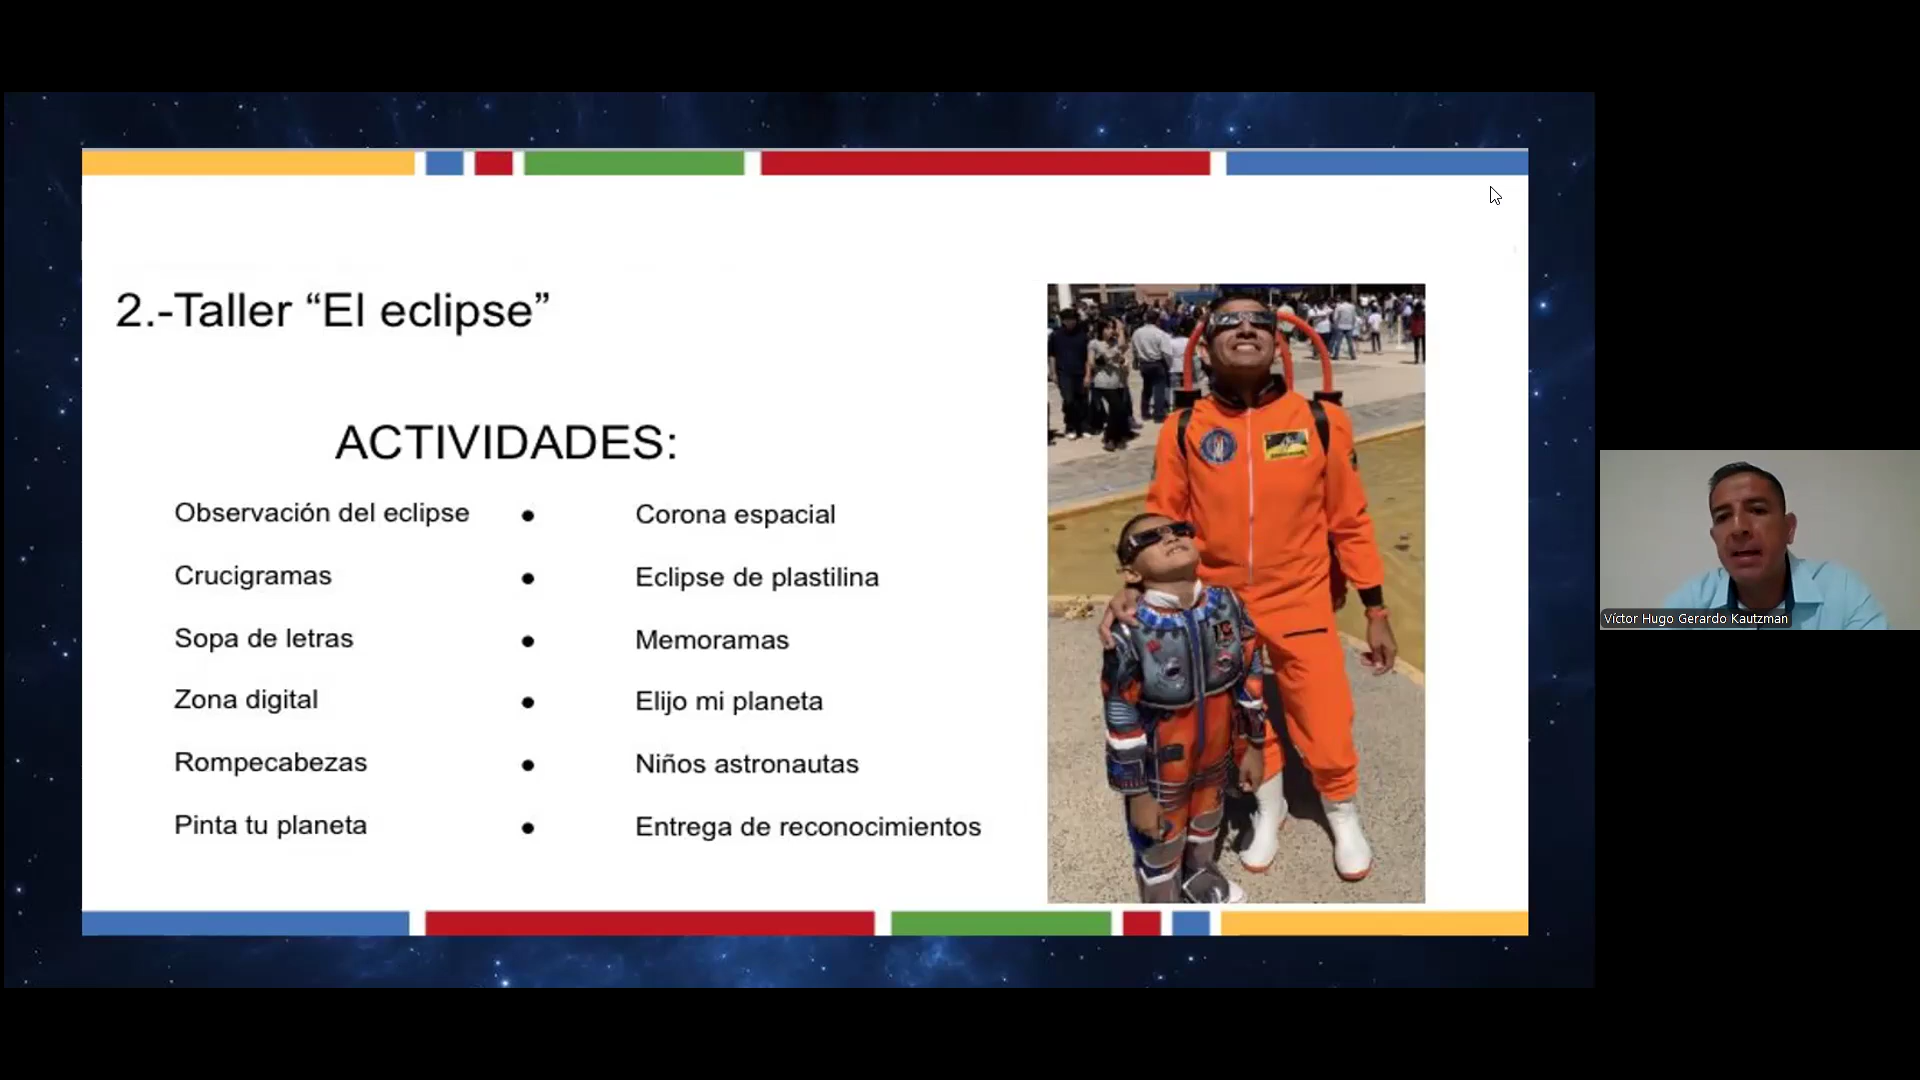 2.-Taller “El eclipse”
ACTIVIDADES:
Observación del eclipse
Crucigramas
Sopa de letras
Zona digital
Rompecabezas
Pinta tu planeta
• Corona espacial
• Eclipse de plastilina
• Memoramas
• Elijo mi planeta
• Niños astronautas
• Entrega de reconocimientos
Víctor Hugo Gerardo Kautzman